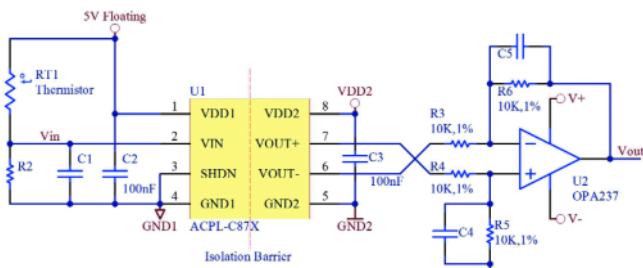 5V Floating
RT1
Thermistor
t°
Vin
R2
C1
C2
100nF
U1
1 VDD1 VDD2 8
2 VIN VOUT+ 7
3 SHDN VOUT- 6
4 GND1 GND2 5
ACPL-C87X
GND1
Isolation Barrier
VDD2
C3
100nF
GND2
R3
10K,1%
R4
10K,1%
C5
R6
10K,1%
V+
Vout
U2
OPA237
V-
C4
R5
10K,1%